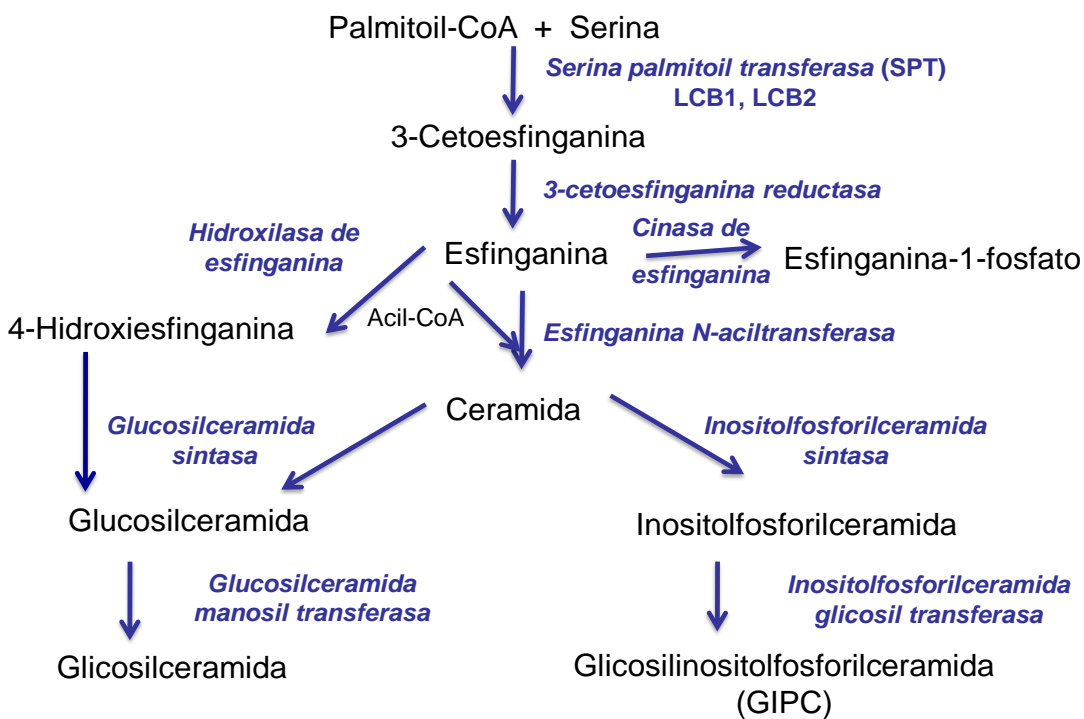 Palmitoil-CoA + Serina
Serina palmitoil transferasa (SPT)
LCB1, LCB2
3-Cetoesfinganina
3-cetoesfinganina reductasa
Hidroxilasa de
esfinganina
Esfinganina
Cinasa de
esfinganina
Esfinganina-1-fosfato
4-Hidroxiesfinganina
Acil-CoA
Esfinganina N-aciltransferasa
Ceramida
Glucosilceramida
sintasa
Inositolfosforilceramida
sintasa
Glucosilceramida
Inositolfosforilceramida
Glucosilceramida
manosil transferasa
Inositolfosforilceramida
glicosil transferasa
Glicosilceramida
Glicosilinositolfosforilceramida
(GIPC)